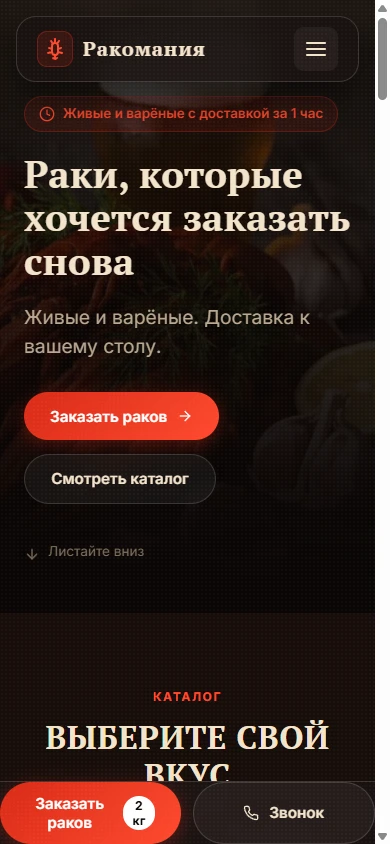 Ракомания
Живые и варёные с доставкой за 1 час
Раки, которые
хочется заказать
снова
Живые и варёные. Доставка к
вашему столу.
Заказать раков
Смотреть каталог
Листайте вниз
КАТАЛОГ
ВЫБЕРИТЕ СВОЙ
ВКУС
Заказать
раков
2
кг
Звонок